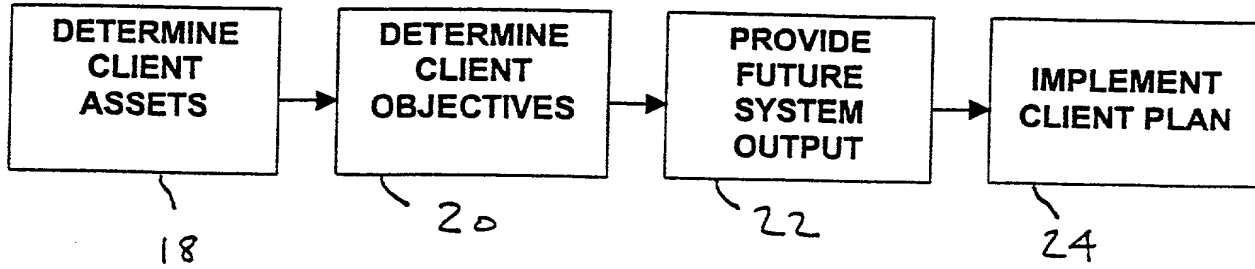 DETERMINE
CLIENT
ASSETS
DETERMINE
CLIENT
OBJECTIVES
PROVIDE
FUTURE
SYSTEM
OUTPUT
IMPLEMENT
CLIENT PLAN
18
20
22
24